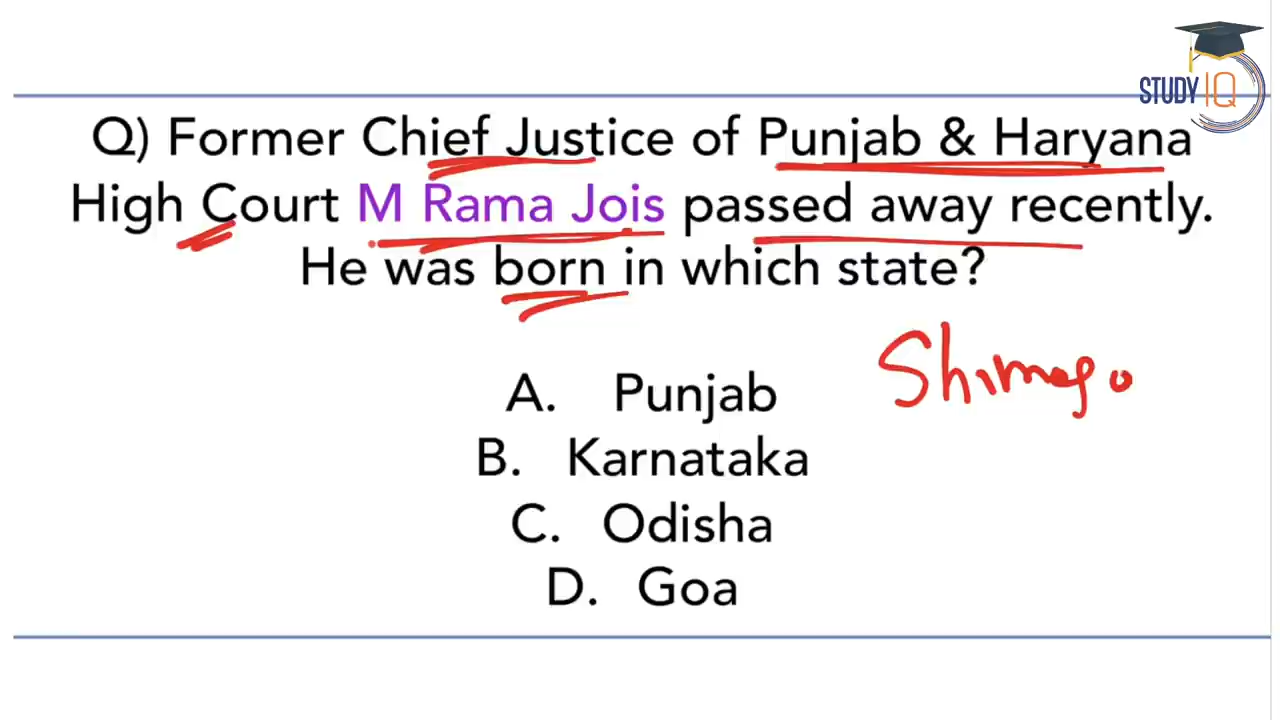 STUDY IQ
Q) Former Chief Justice of Punjab & Haryana
High Court M Rama Jois passed away recently.
He was born in which state?
Shimogo
A. Punjab
B. Karnataka
C. Odisha
D. Goa